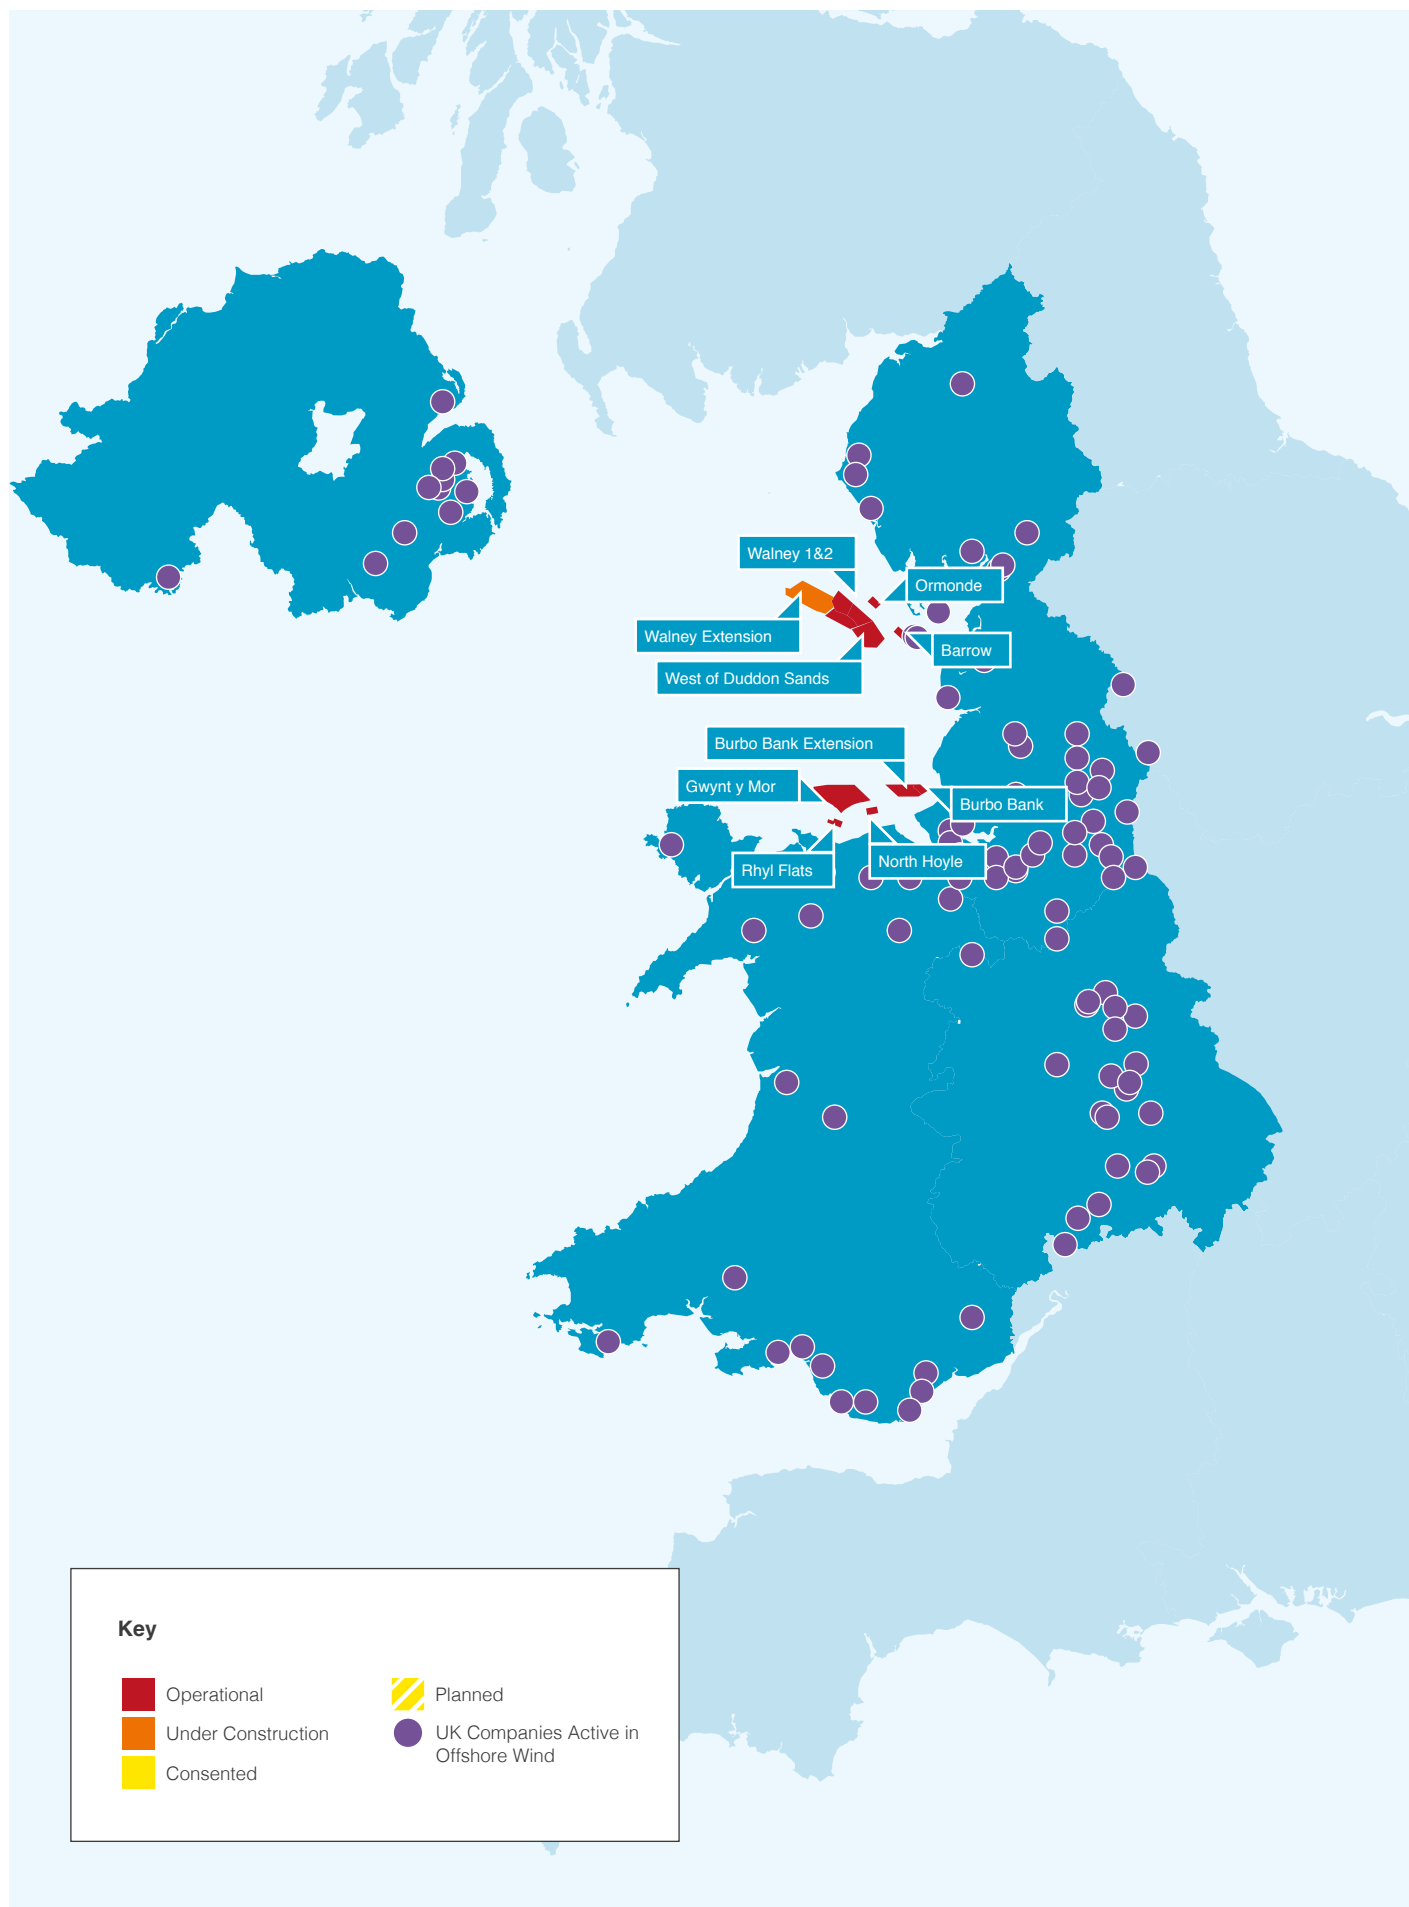 Walney 1&2
Ormonde
Walney Extension
Barrow
West of Duddon Sands
Burbo Bank Extension
Gwynt y Mor
Burbo Bank
North Hoyle
Rhyl Flats
Key
Operational
Under Construction
Consented
Planned
UK Companies Active in
Offshore Wind